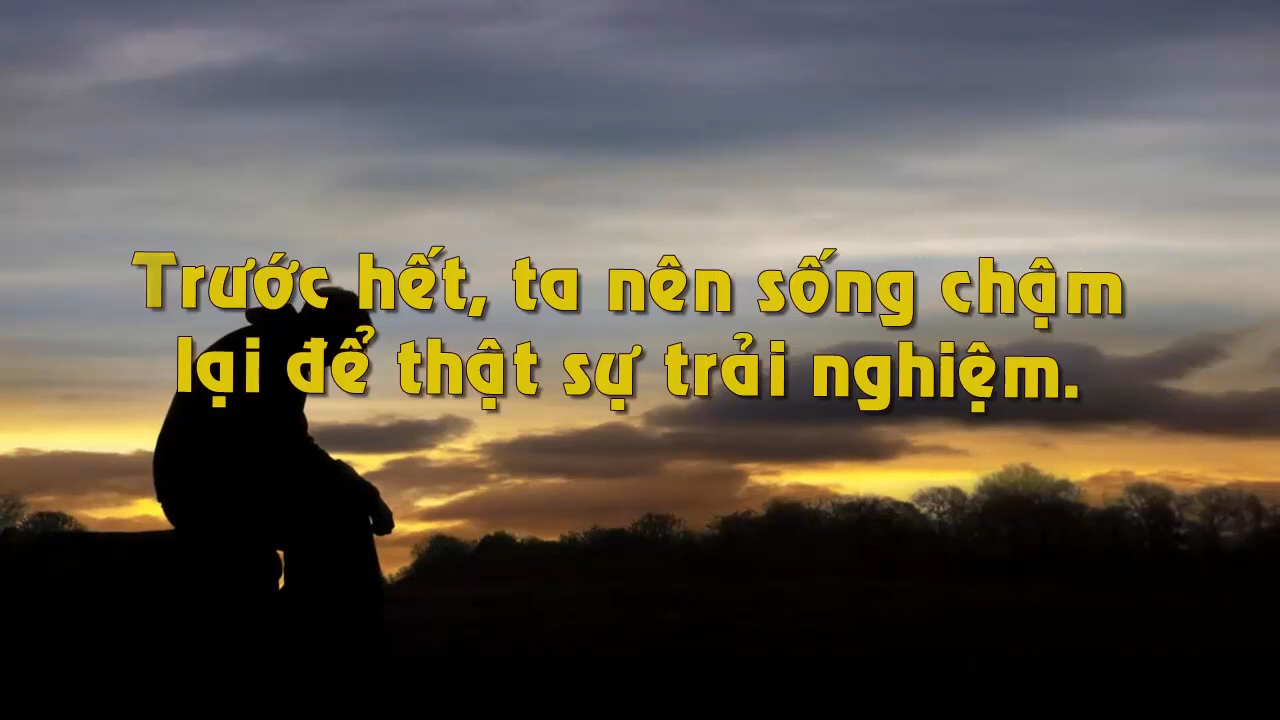 Trước hết, ta nên sống chậm
lại để thật sự trải nghiệm.